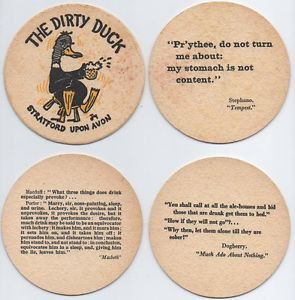 THE DIRTY DUCK
STRATFORD UPON AVON
"Pr'ythee, do not turn
me about:
my stomach is not
content."
Stephano,
"Tempest."
Macduff: "What three things does drink
especially provoke? . . .
Porter: "Marry, sir, nose-painting, sleep,
and urine. Lechery, sir, it provokes and it
unprovokes, it provokes the desire, but it
takes away the performance: therefore,
much drink may be said to be an equivocator
with lechery: it makes him, and it mars him;
it sets him on, and it takes him off; it
persuades him and disheartens him; makes
him stand to, and not stand to: in conclusion,
equivocates him in a sleep, and, giving him
the lie, leaves him."
"Macbeth"
"You shall call at all the ale-houses and bid
those that are drunk get them to bed."
"How if they will not go?"...
"Why then, let them alone till they are
sober!"
Dogberry.
"Much Ado About Nothing."